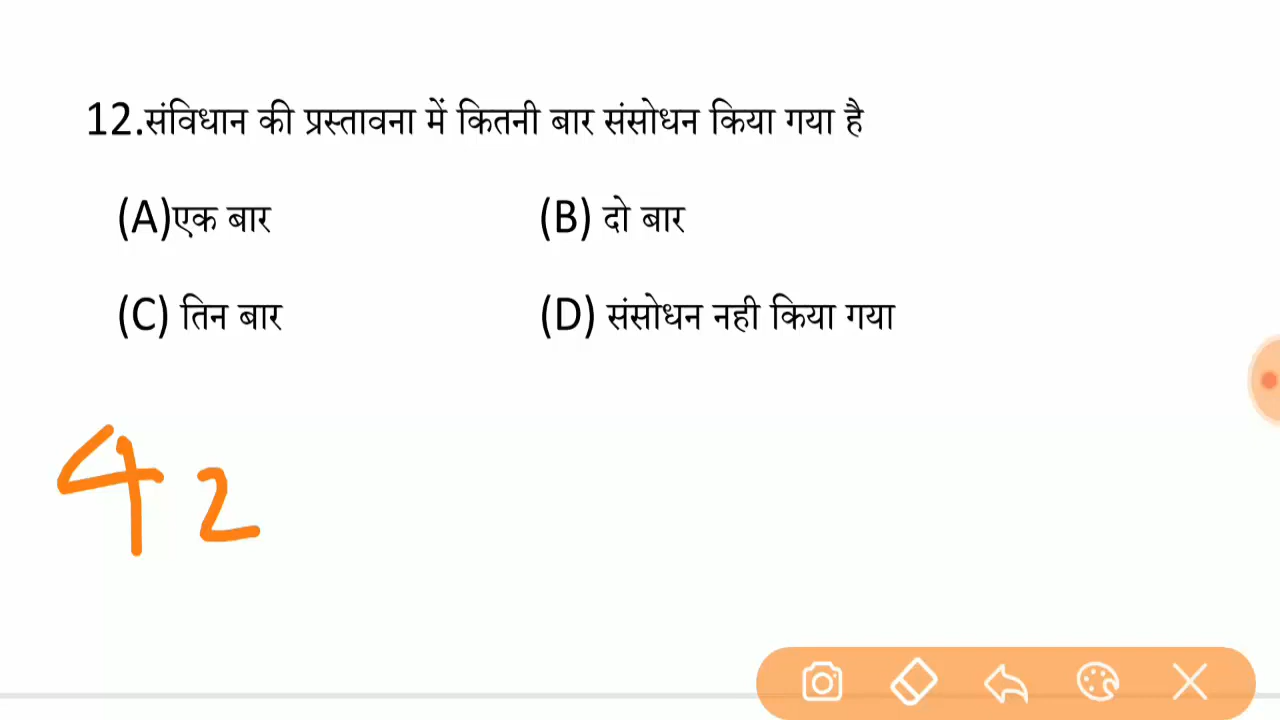 12.संविधान की प्रस्तावना में कितनी बार संसोधन किया गया है
(A)एक बार (B) दो बार
(C) तिन बार (D) संसोधन नही किया गया
42